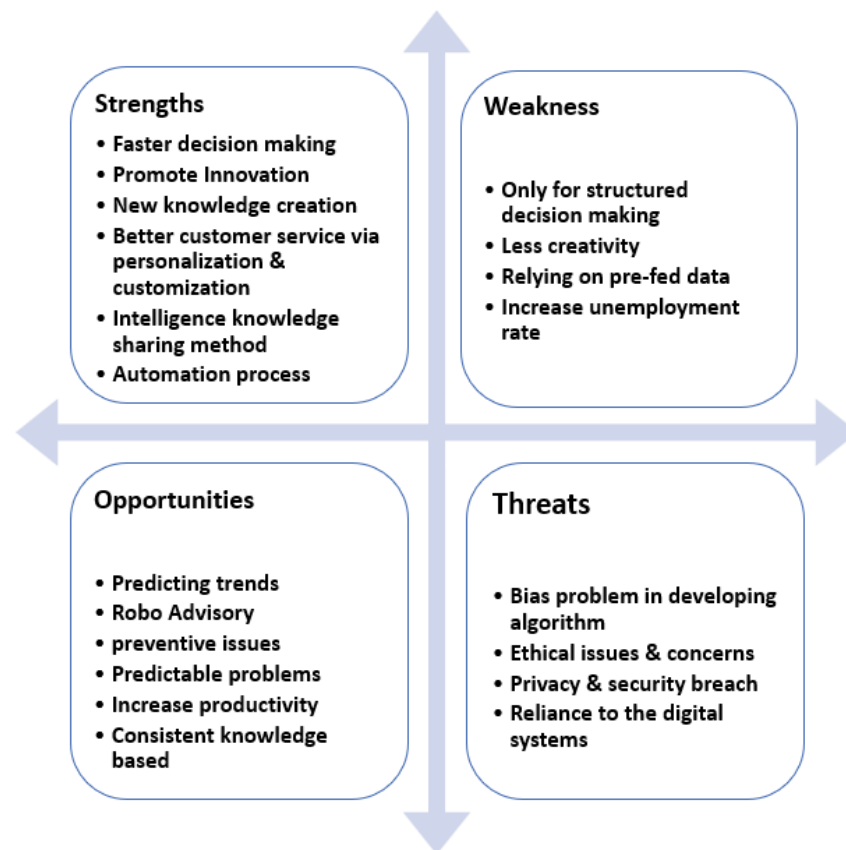 Strengths
• Faster decision making
• Promote Innovation
• New knowledge creation
• Better customer service via
personalization &
customization
• Intelligence knowledge
sharing method
• Automation process
Weakness
• Only for structured
decision making
• Less creativity
• Relying on pre-fed data
• Increase unemployment
rate
Opportunities
• Predicting trends
• Robo Advisory
• preventive issues
• Predictable problems
• Increase productivity
• Consistent knowledge
based
Threats
• Bias problem in developing
algorithm
• Ethical issues & concerns
• Privacy & security breach
• Reliance to the digital
systems